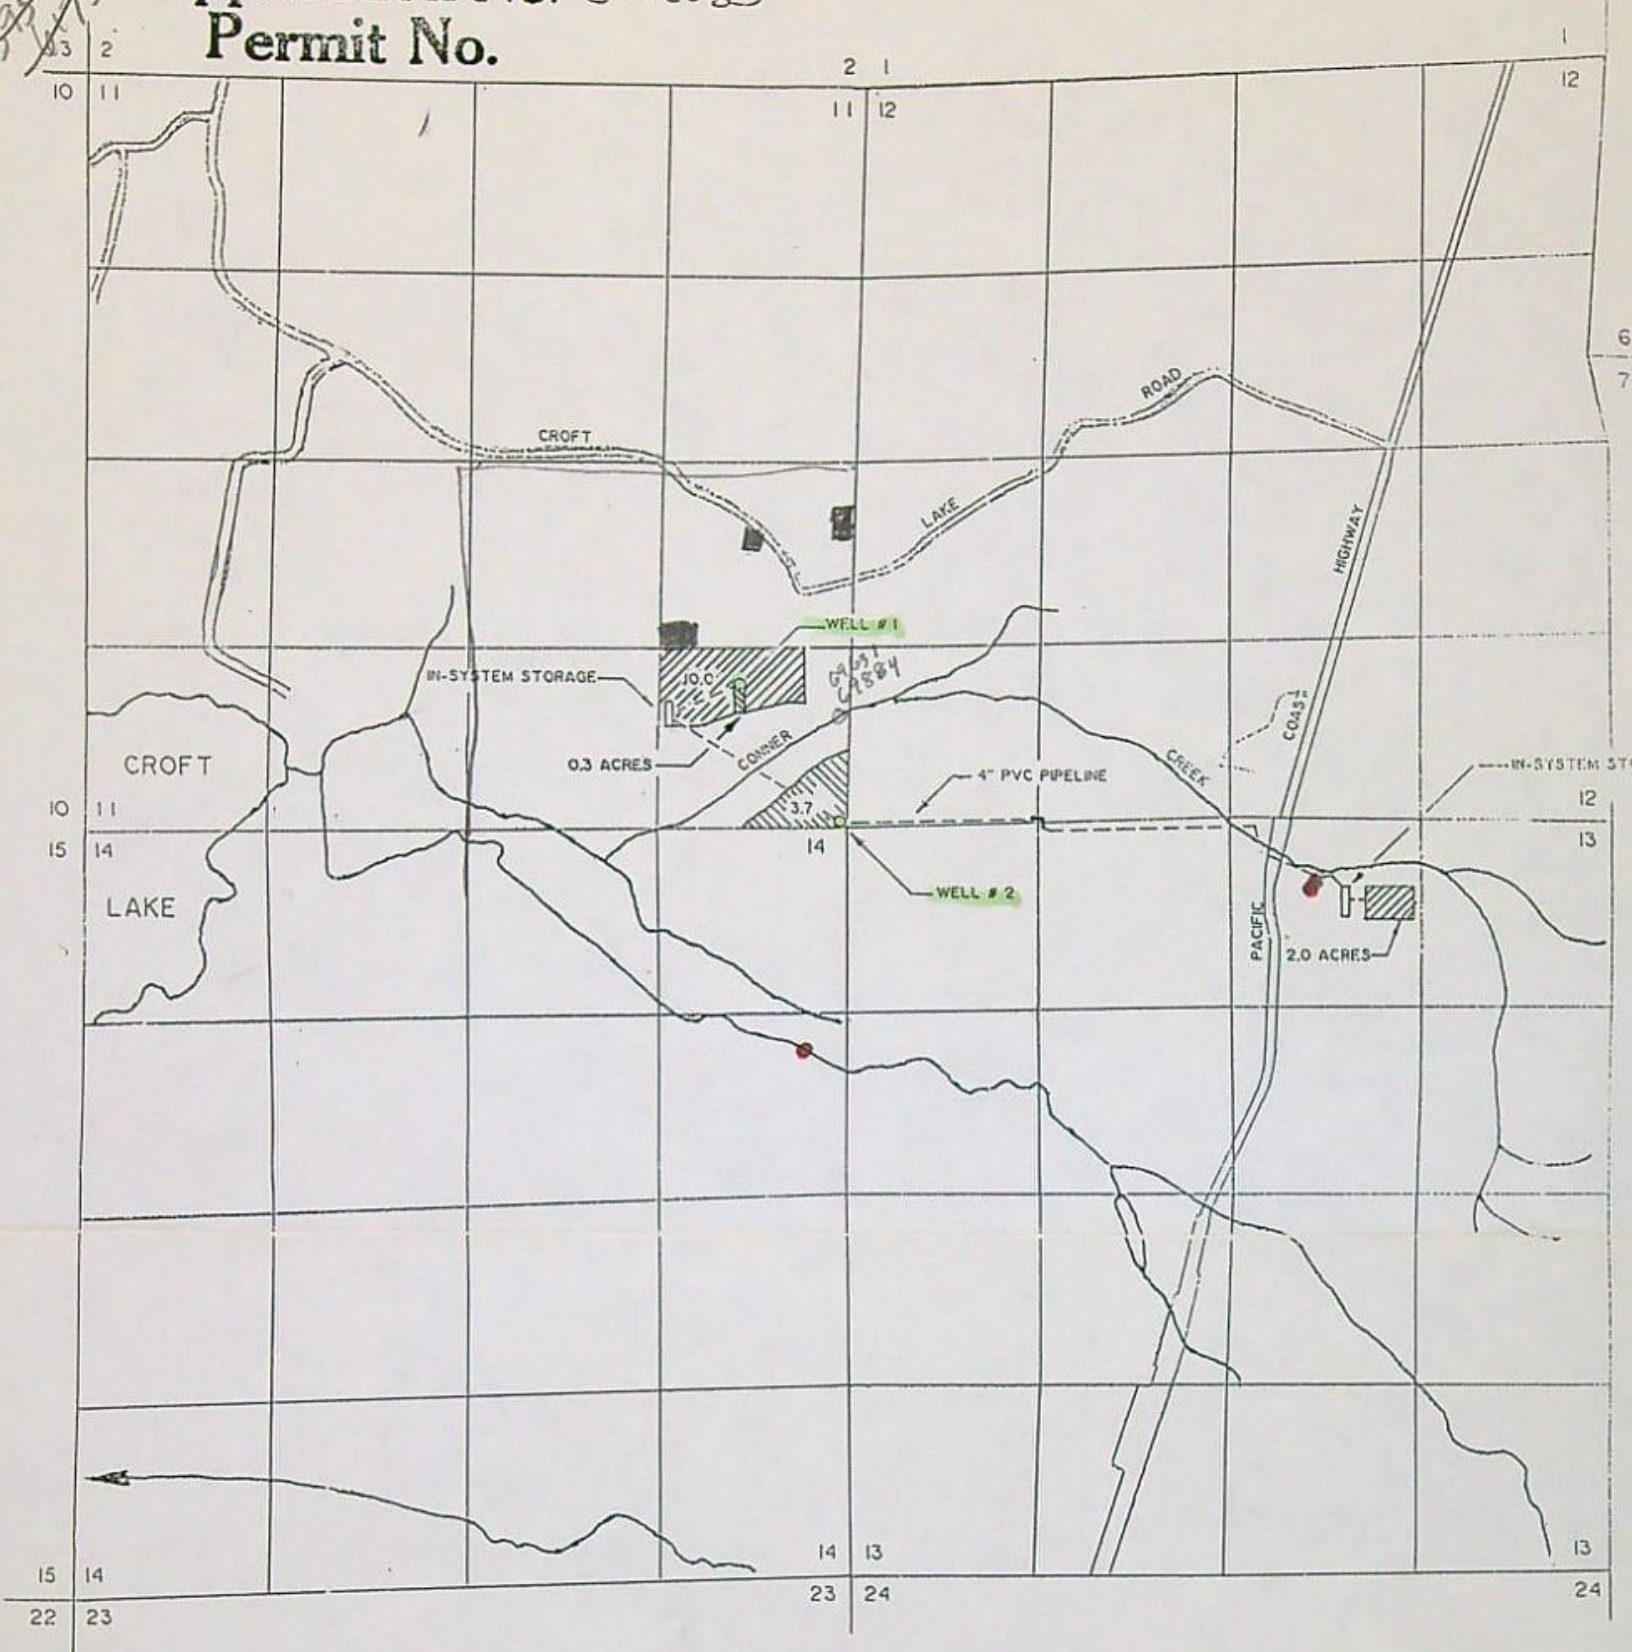 Permit No.
3 2
2 1
1
10 11
11 12
12
6
7
ROAD
CROFT
LAKE
HIGHWAY
WELL # 1
10.0
IN-SYSTEM STORAGE
69884
COAST
CONNER
CREEK
0.3 ACRES
CROFT
4" PVC PIPELINE
IN-SYSTEM STO
3.7
10 11
12
15 14
14
13
WELL # 2
LAKE
PACIFIC
2.0 ACRES
14 13
13
15 14
23 24
24
22 23